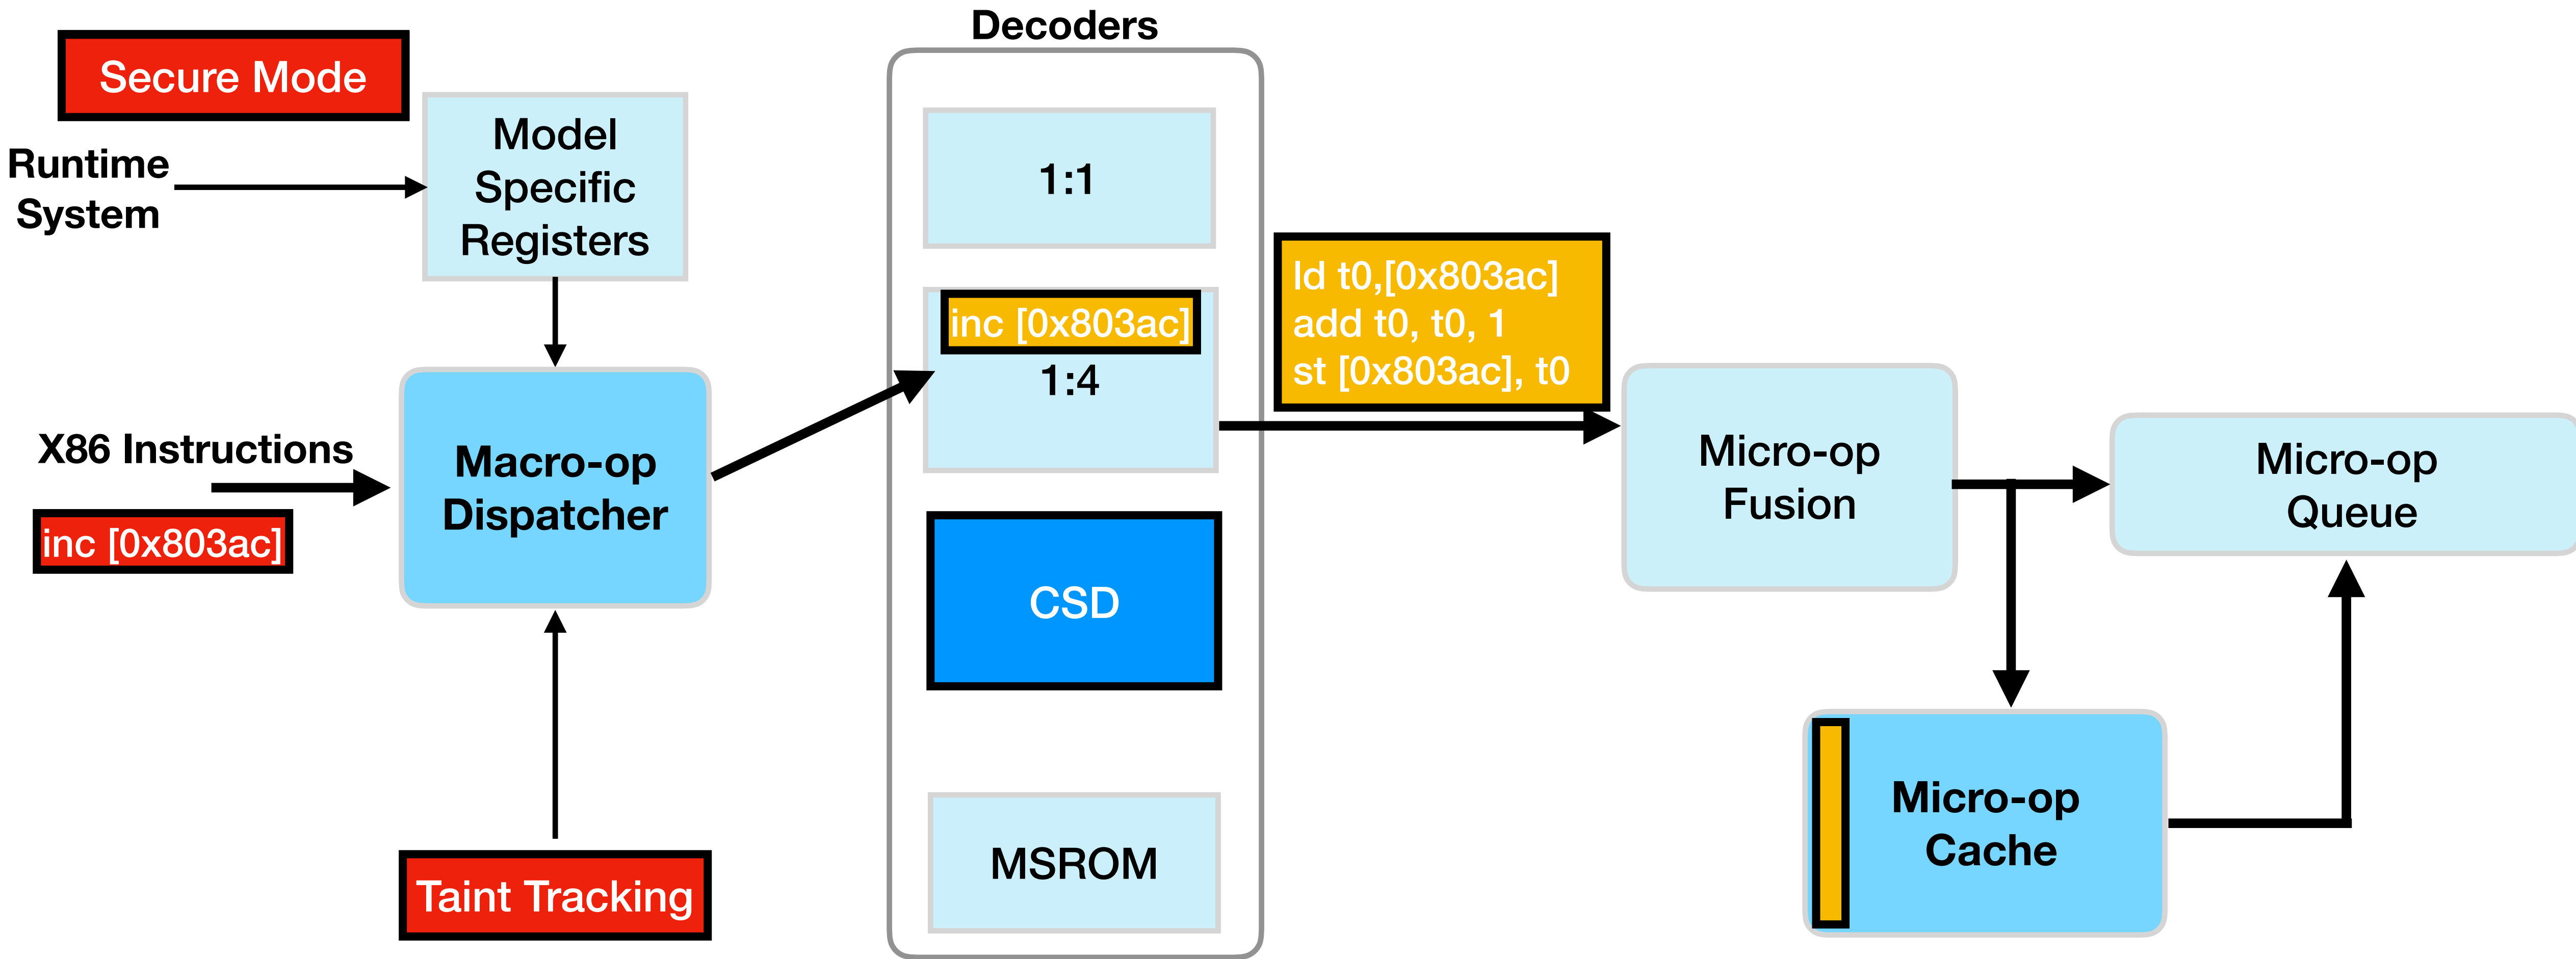 Decoders
Secure Mode
Runtime
System
Model
Specific
Registers
X86 Instructions
inc [0x803ac]
Macro-op
Dispatcher
Taint Tracking
1:1
inc [0x803ac]
1:4
CSD
MSROM
ld t0,[0x803ac]
add t0, t0, 1
st [0x803ac], t0
Micro-op
Fusion
Micro-op
Queue
Micro-op
Cache